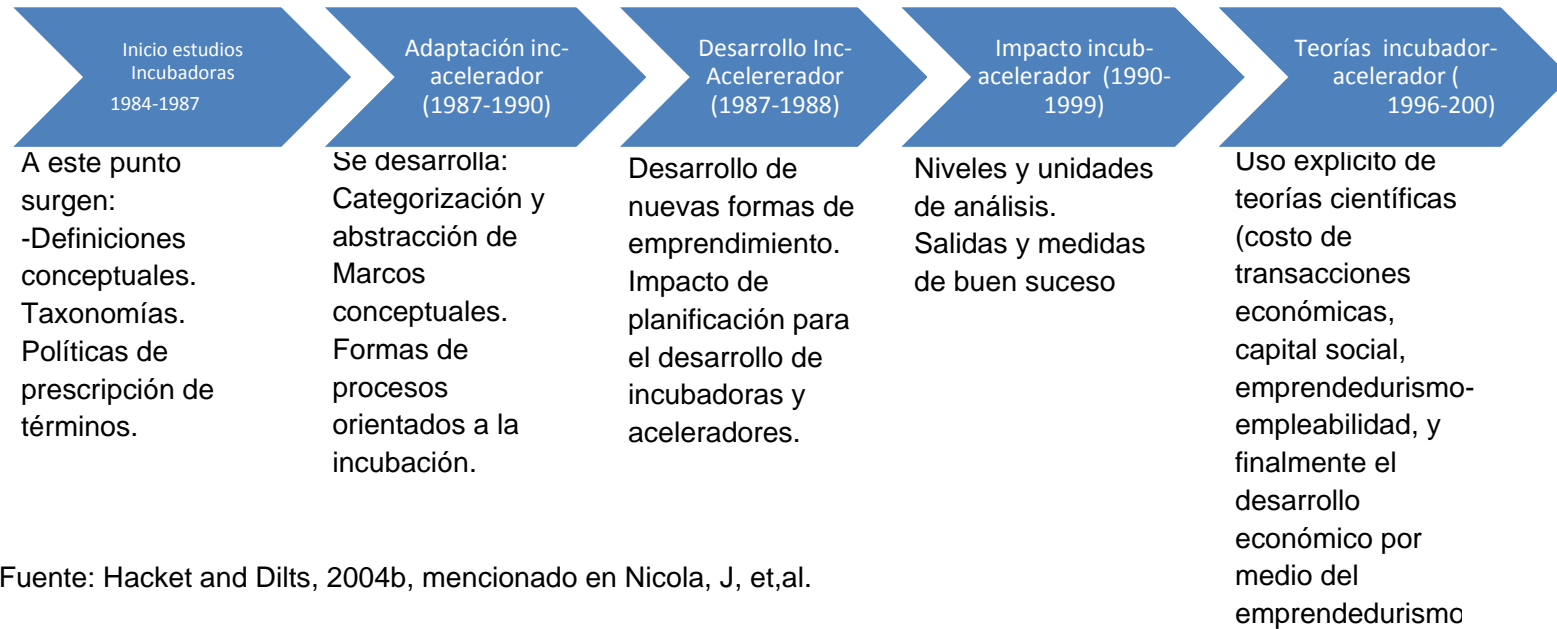 Inicio estudios
Incubadoras
1984-1987
Adaptación inc-
acelerador
(1987-1990)
Desarrollo Inc-
Acelererador
(1987-1988)
Impacto incub-
acelerador (1990-
1999)
Teorías incubador-
acelerador (
1996-200)
A este punto
surgen:
-Definiciones
conceptuales.
Taxonomías.
Políticas de
prescripción de
términos.
Se desarrolla:
Categorización y
abstracción de
Marcos
conceptuales.
Formas de
procesos
orientados a la
incubación.
Desarrollo de
nuevas formas de
emprendimiento.
Impacto de
planificación para
el desarrollo de
incubadoras y
aceleradores.
Niveles y unidades
de análisis.
Salidas y medidas
de buen suceso
Uso explícito de
teorías científicas
(costo de
transacciones
económicas,
capital social,
emprendedurismo-
empleabilidad, y
finalmente el
desarrollo
económico por
medio del
emprendedurismo
Fuente: Hacket and Dilts, 2004b, mencionado en Nicola, J, et,al.